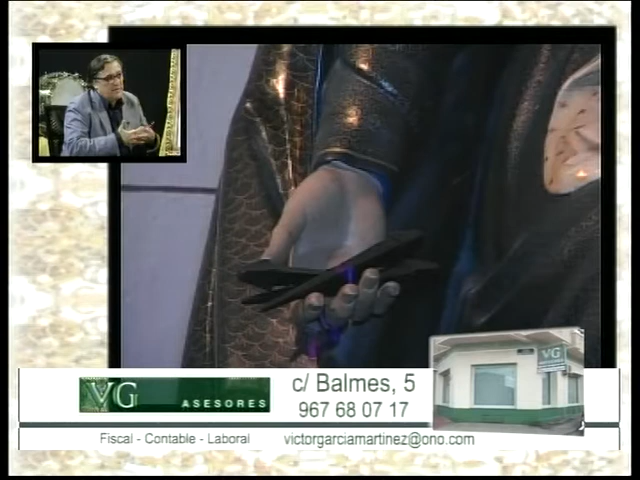 VG ASESORES
c/ Balmes, 5
967 68 07 17
VG
Fiscal - Contable - Laboral
victorgarciamartinez@ono.com